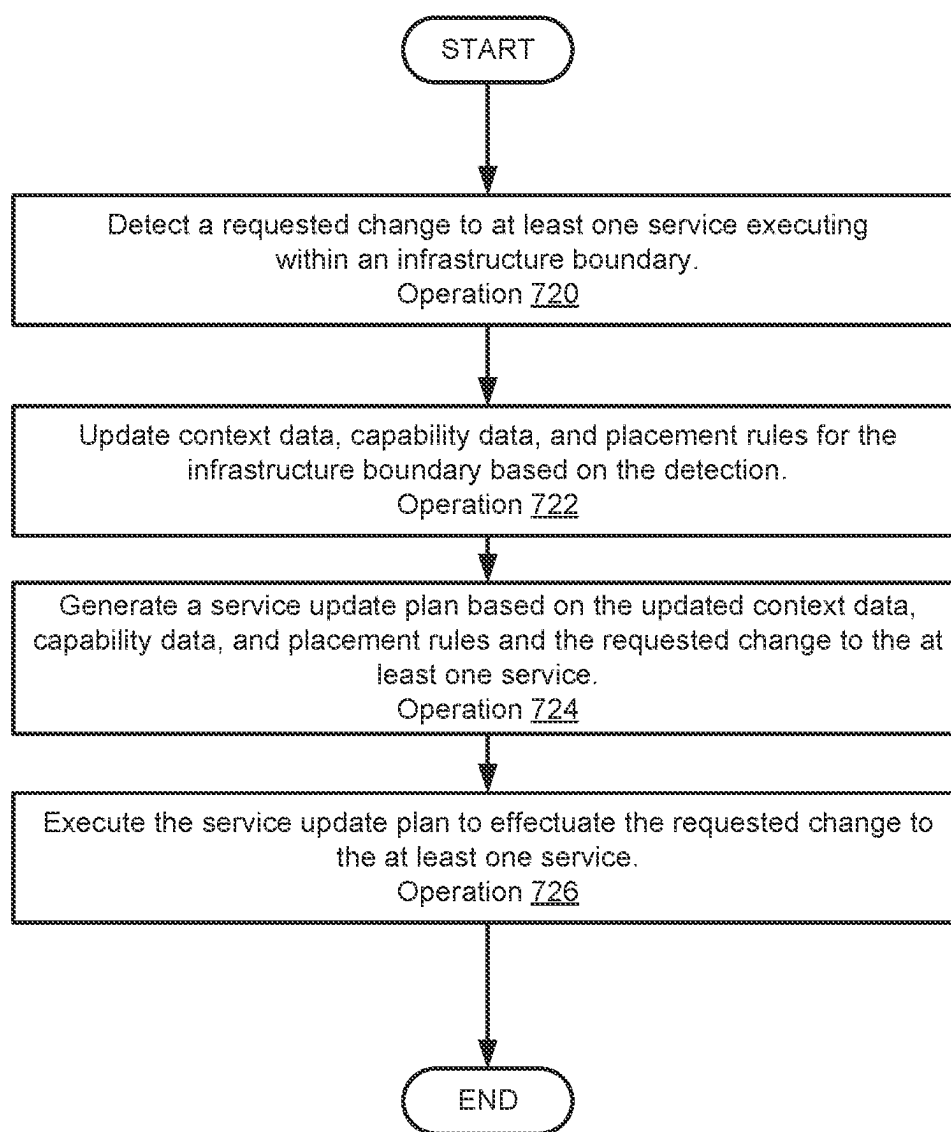 START
Detect a requested change to at least one service executing
within an infrastructure boundary.
Operation 720
Update context data, capability data, and placement rules for the
infrastructure boundary based on the detection.
Operation 722
Generate a service update plan based on the updated context data,
capability data, and placement rules and the requested change to the at
least one service.
Operation 724
Execute the service update plan to effectuate the requested change to
the at least one service.
Operation 726
END